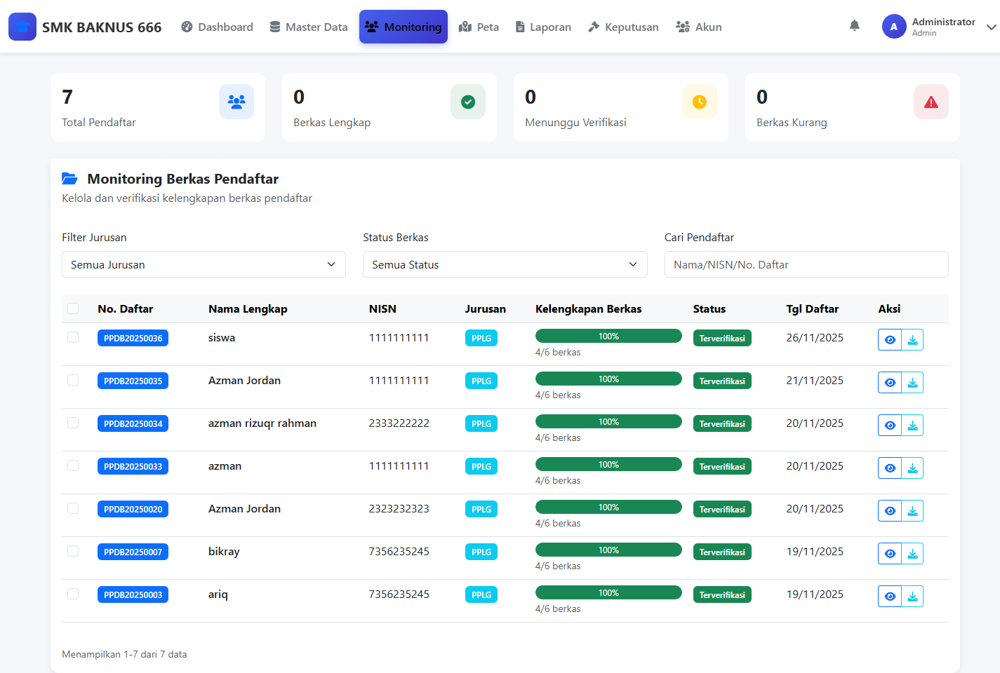 SMK BAKNUS 666 Dashboard Master Data Monitoring Peta Laporan Keputusan Akun A Administrator
Admin
7 0 0 0
Total Pendaftar Berkas Lengkap Menunggu Verifikasi Berkas Kurang
Monitoring Berkas Pendaftar
Kelola dan verifikasi kelengkapan berkas pendaftar
Filter Jurusan Status Berkas Cari Pendaftar
Semua Jurusan Semua Status Nama/NISN/No. Daftar
No. Daftar Nama Lengkap NISN Jurusan Kelengkapan Berkas Status Tgl Daftar Aksi
PPDB20250036 siswa 1111111111 PPLG 100% Terverifikasi 26/11/2025
4/6 berkas
PPDB20250035 Azman Jordan 1111111111 PPLG 100% Terverifikasi 21/11/2025
4/6 berkas
PPDB20250034 azman rizuqr rahman 2333222222 PPLG 100% Terverifikasi 20/11/2025
4/6 berkas
PPDB20250033 azman 1111111111 PPLG 100% Terverifikasi 20/11/2025
4/6 berkas
PPDB20250020 Azman Jordan 2323232323 PPLG 100% Terverifikasi 20/11/2025
4/6 berkas
PPDB20250007 bikray 7356235245 PPLG 100% Terverifikasi 19/11/2025
4/6 berkas
PPDB20250003 ariq 7356235245 PPLG 100% Terverifikasi 19/11/2025
4/6 berkas
Menampilkan 1-7 dari 7 data